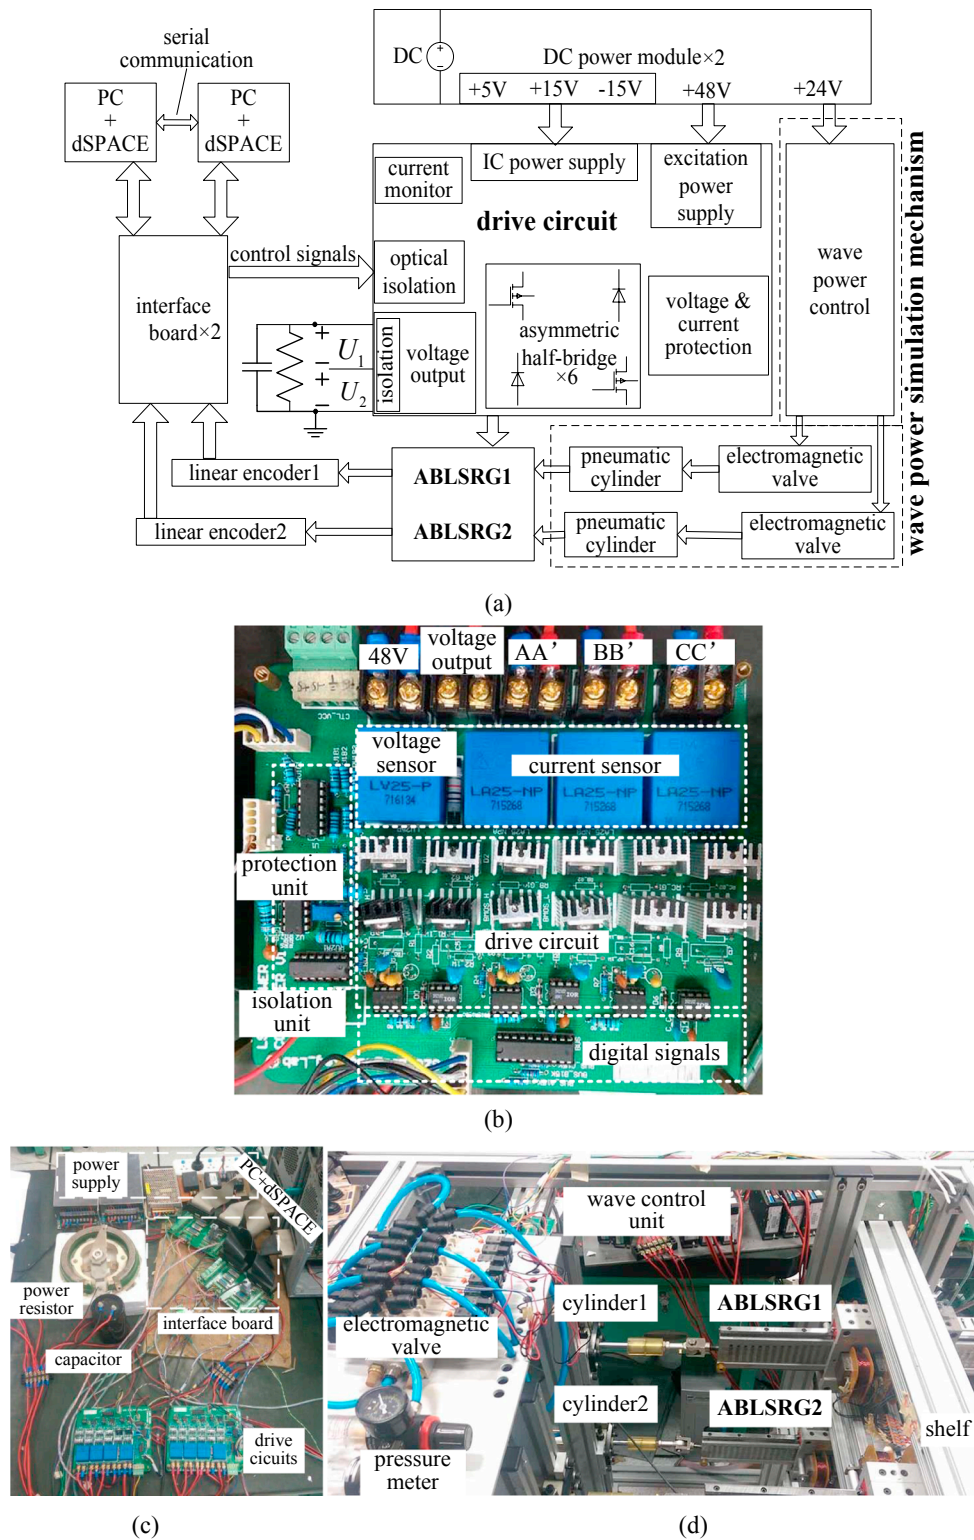 serial
communication
PC
+
dSPACE
PC
+
dSPACE
DC
DC power module×2
+5V +15V -15V +48V +24V
current
monitor
IC power supply
excitation
power
supply
drive circuit
control signals
optical
isolation
interface
board×2
wave
power
control
wave power simulation mechanism
isolation
voltage
output
U1
U2
asymmetric
half-bridge
×6
voltage &
current
protection
linear encoder1
ABLSRG1
pneumatic
cylinder
electromagnetic
valve
linear encoder2
ABLSRG2
pneumatic
cylinder
electromagnetic
valve
(a)
48V
voltage
output
AA’
BB’
CC’
CTL_VCC
voltage
sensor
current sensor
LV25-P
716134
LA25-NP
715268
LA25-NP
715268
LA25-NP
715268
protection
unit
drive circuit
isolation
unit
digital signals
(b)
power
supply
PC+dSPACE
power
resistor
interface board
capacitor
drive
cicuits
(c)
wave control
unit
cylinder1
ABLSRG1
electromagnetic
valve
cylinder2
ABLSRG2
shelf
pressure
meter
(d)